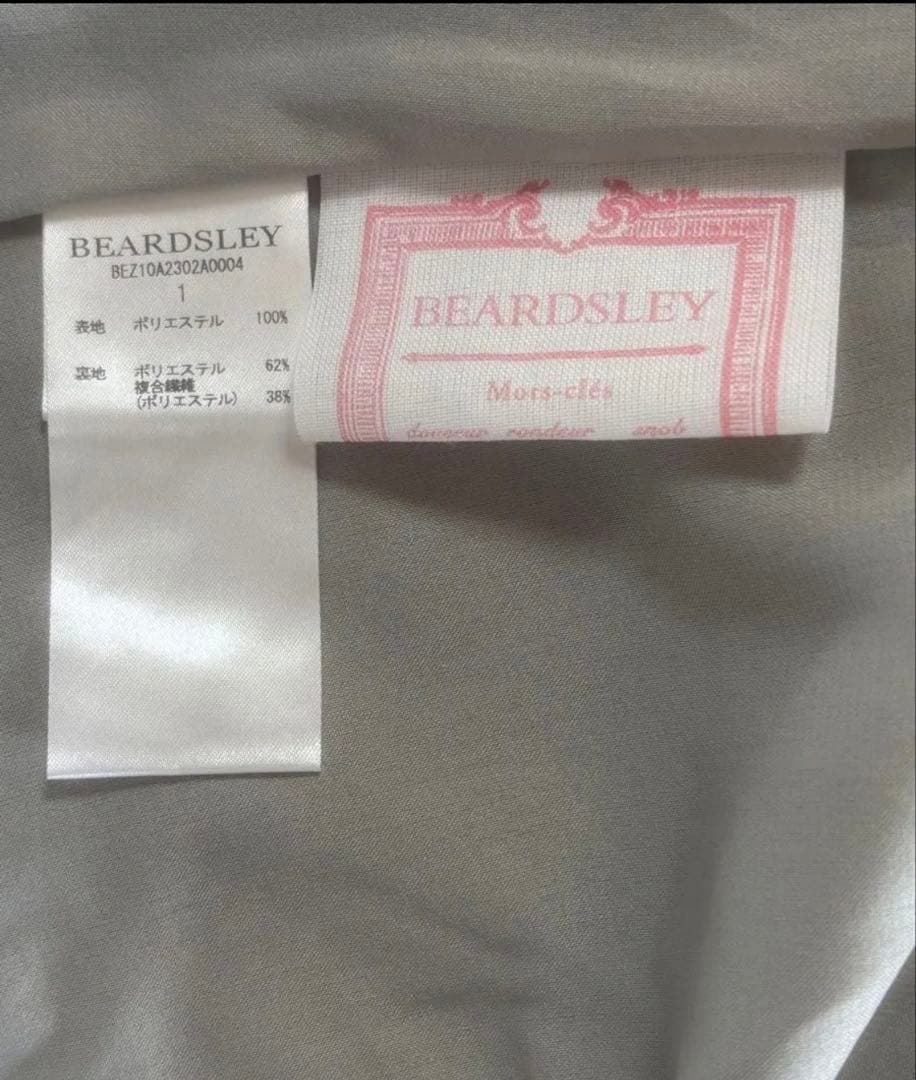 BEARDSLEY
BEZ10A2302A0004
1
表地 ポリエステル 100%
裏地 ポリエステル 62%
複合繊維
(ポリエステル) 38%
BEARDSLEY
Mors-clés
douceur rondeur snob